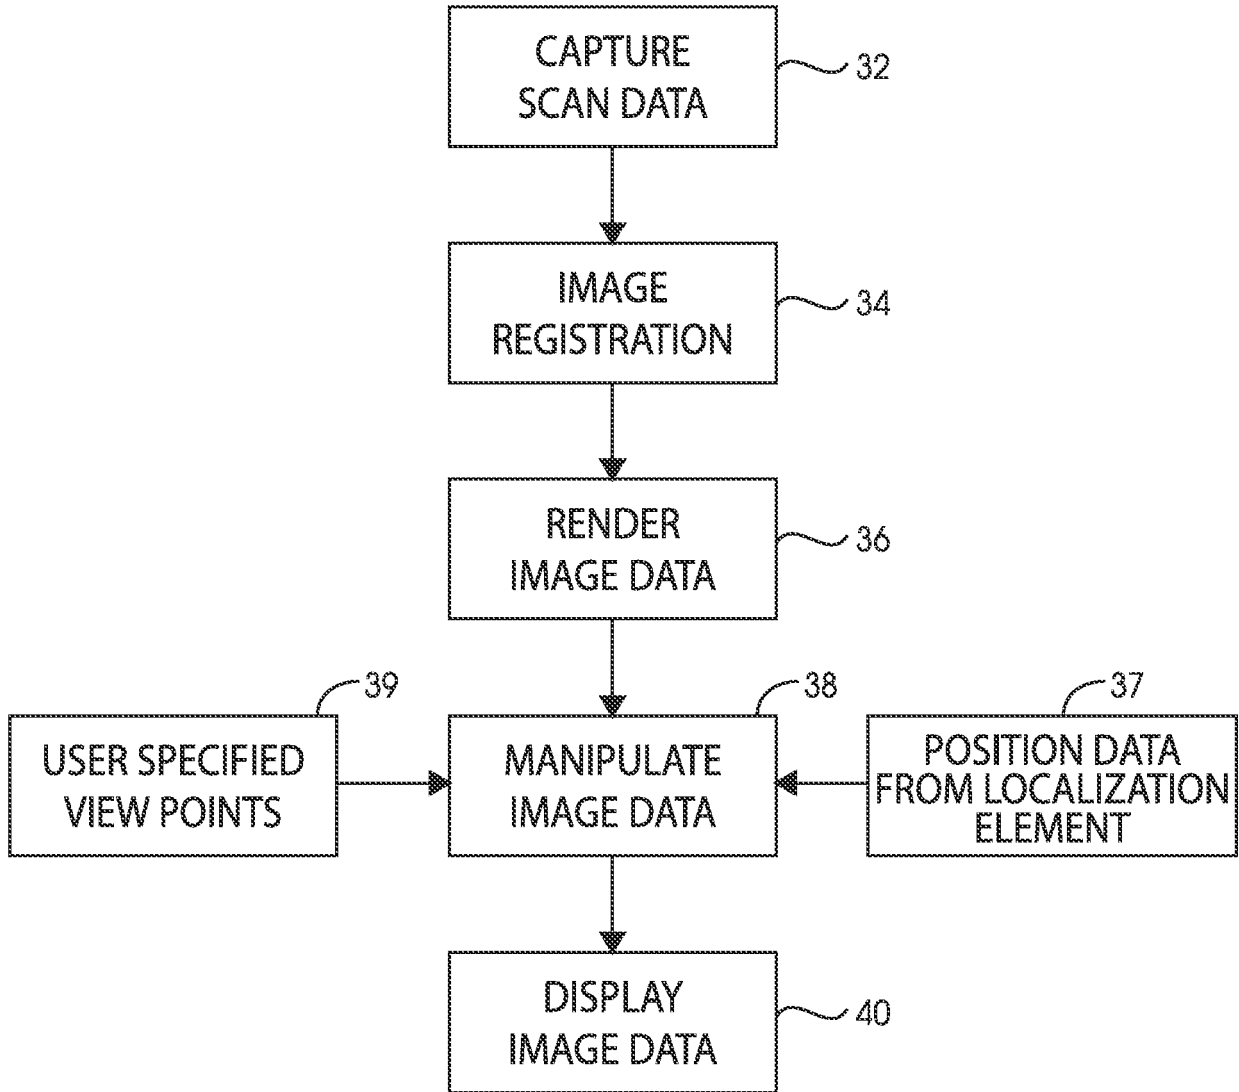 CAPTURE
SCAN DATA
32
IMAGE
REGISTRATION
34
RENDER
IMAGE DATA
36
39
38
37
USER SPECIFIED
VIEW POINTS
MANIPULATE
IMAGE DATA
POSITION DATA
FROM LOCALIZATION
ELEMENT
DISPLAY
IMAGE DATA
40